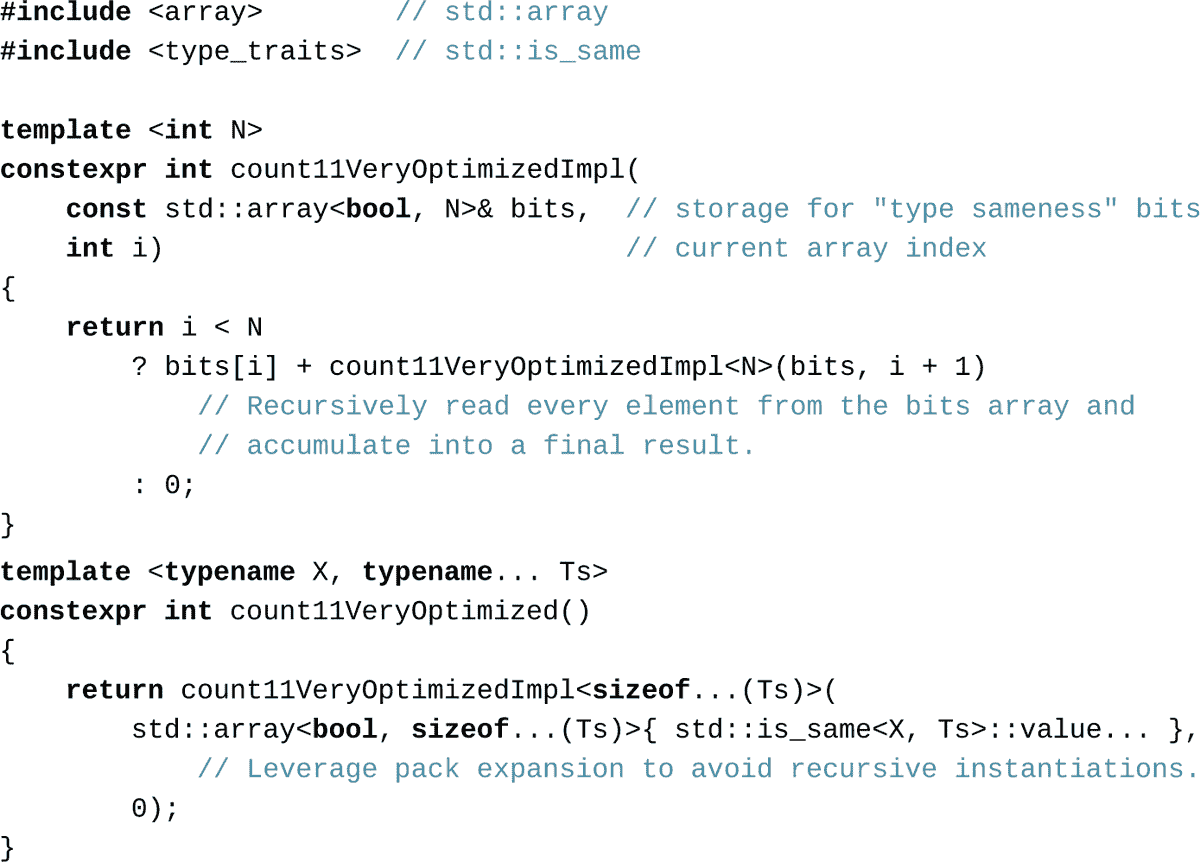 #include <array>        // std::array
#include <type_traits>  // std::is_same

template <int N>
constexpr int count11VeryOptimizedImpl(
    const std::array<bool, N>& bits,  // storage for "type sameness" bits
    int i)                            // current array index
{
    return i < N
        ? bits[i] + count11VeryOptimizedImpl<N>(bits, i + 1)
            // Recursively read every element from the bits array and
            // accumulate into a final result.
        : 0;
}
template <typename X, typename... Ts>
constexpr int count11VeryOptimized()
{
    return count11VeryOptimizedImpl<sizeof...(Ts)>(
        std::array<bool, sizeof...(Ts)>{ std::is_same<X, Ts>::value... },
            // Leverage pack expansion to avoid recursive instantiations.
        0);
}